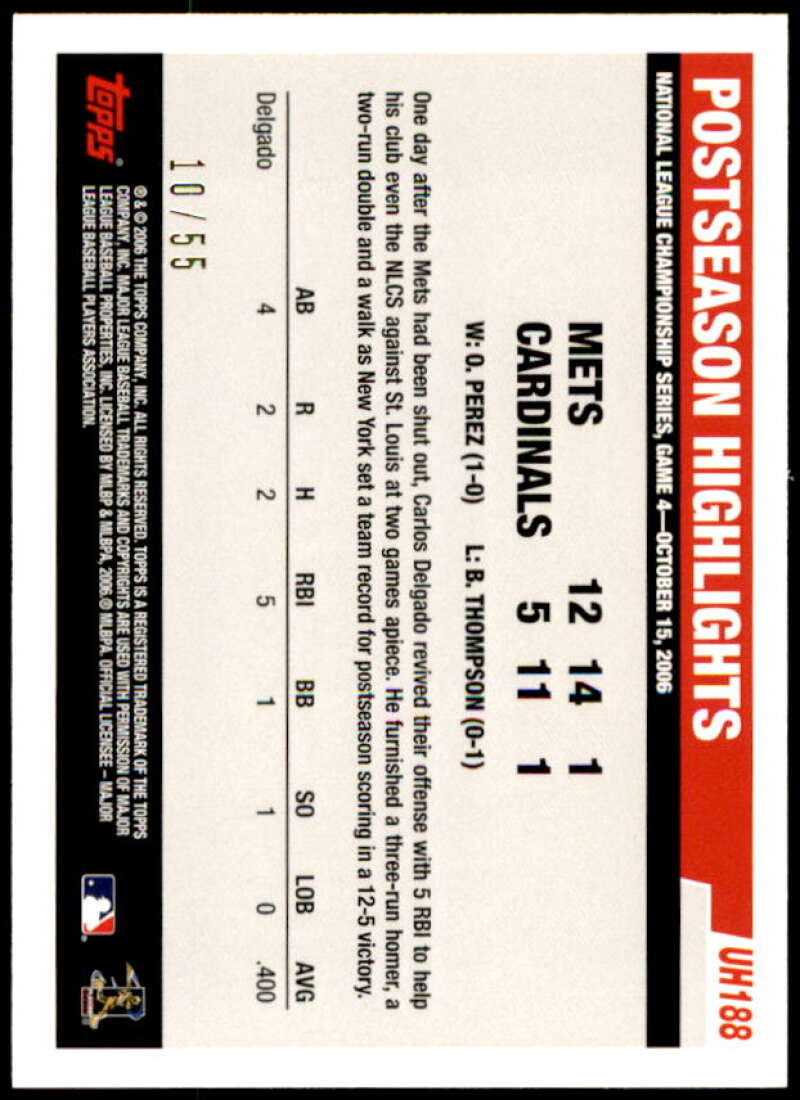 POSTSEASON HIGHLIGHTS
UH188
NATIONAL LEAGUE CHAMPIONSHIP SERIES, GAME 4—OCTOBER 15, 2006
METS 12 14 1
CARDINALS 5 11 1
W: O. PEREZ (1-0) L: B. THOMPSON (0-1)
One day after the Mets had been shut out, Carlos Delgado revived their offense with 5 RBI to help
his club even the NLCS against St. Louis at two games apiece. He furnished a three-run homer, a
two-run double and a walk as New York set a team record for postseason scoring in a 12-5 victory.
AB R H RBI BB SO LOB AVG
Delgado 4 2 2 5 1 1 0 .400
10/55
Topps®
® & © 2006 THE TOPPS COMPANY, INC. ALL RIGHTS RESERVED. TOPPS IS A REGISTERED TRADEMARK OF THE TOPPS
COMPANY, INC. MAJOR LEAGUE BASEBALL TRADEMARKS AND COPYRIGHTS ARE USED WITH PERMISSION OF MAJOR
LEAGUE BASEBALL PROPERTIES, INC. LICENSED BY MLBP & MLBPA, 2006.© MLBPA, OFFICIAL LICENSEE – MAJOR
LEAGUE BASEBALL PLAYERS ASSOCIATION.